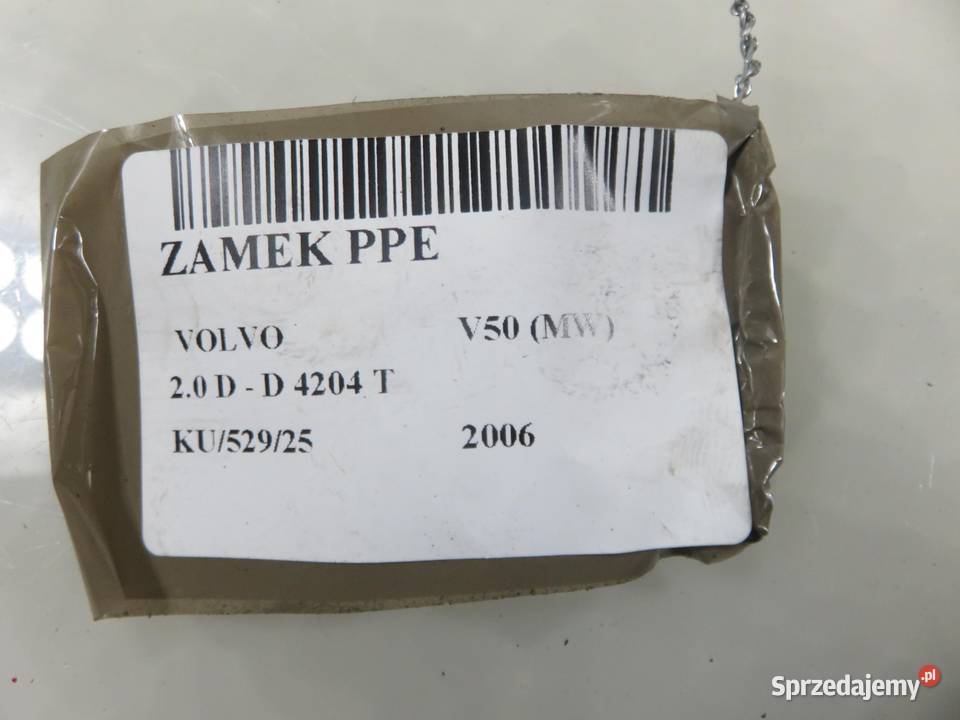 ZAMEK PPE
VOLVO V50 (MW)
2.0 D - D 4204 T
KU/529/25 2006
Sprzedajemy.pl